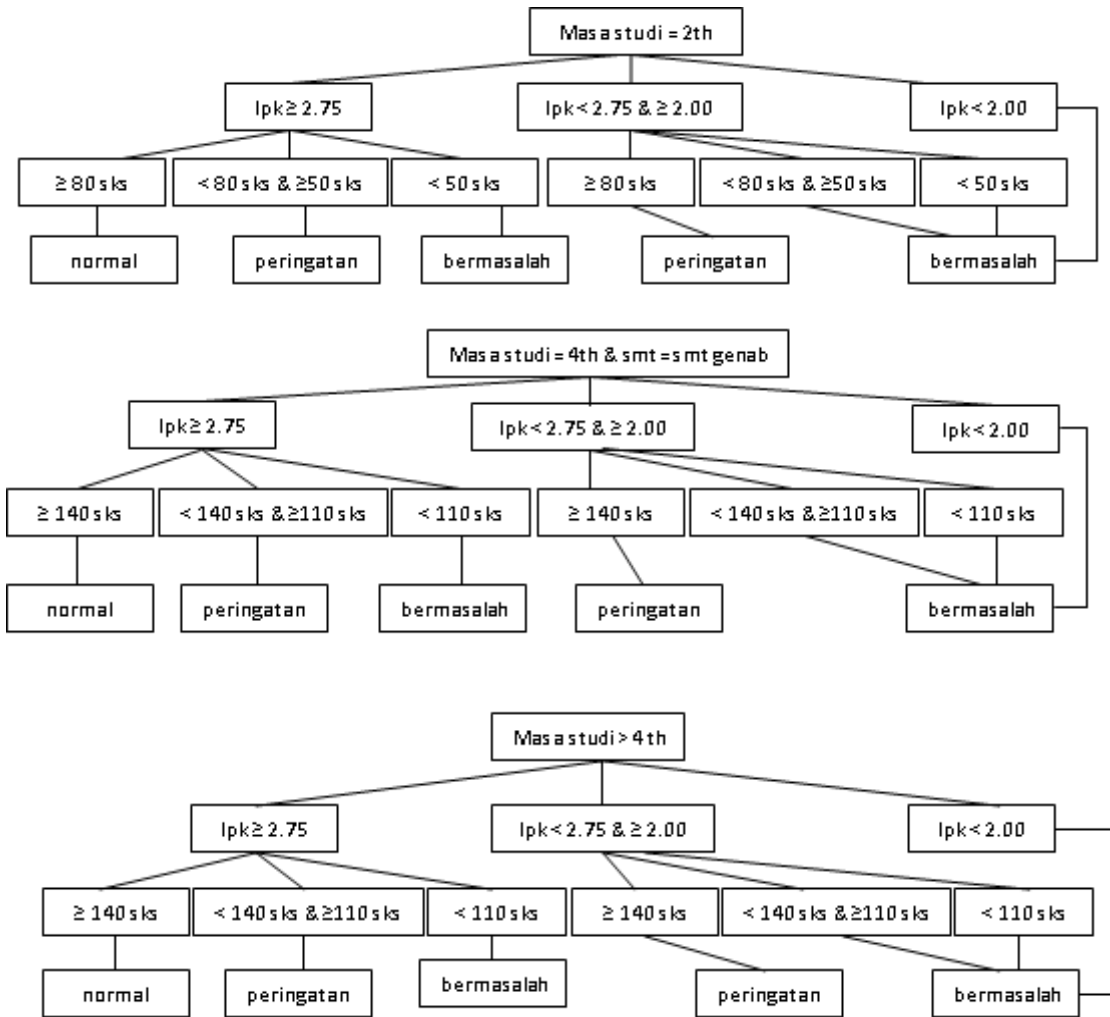 Masa studi = 2th
Ipk ≥ 2.75
Ipk < 2.75 & ≥ 2.00
Ipk < 2.00
≥ 80 sks
< 80 sks & ≥50 sks
< 50 sks
≥ 80 sks
< 80 sks & ≥50 sks
< 50 sks
normal
peringatan
bermasalah
peringatan
bermasalah
Masa studi = 4th & smt = smt genab
Ipk ≥ 2.75
Ipk < 2.75 & ≥ 2.00
Ipk < 2.00
≥ 140 sks
< 140 sks & ≥110 sks
< 110 sks
≥ 140 sks
< 140 sks & ≥110 sks
< 110 sks
normal
peringatan
bermasalah
peringatan
bermasalah
Masa studi > 4 th
Ipk ≥ 2.75
Ipk < 2.75 & ≥ 2.00
Ipk < 2.00
≥ 140 sks
< 140 sks & ≥110 sks
< 110 sks
≥ 140 sks
< 140 sks & ≥110 sks
< 110 sks
normal
peringatan
bermasalah
peringatan
bermasalah